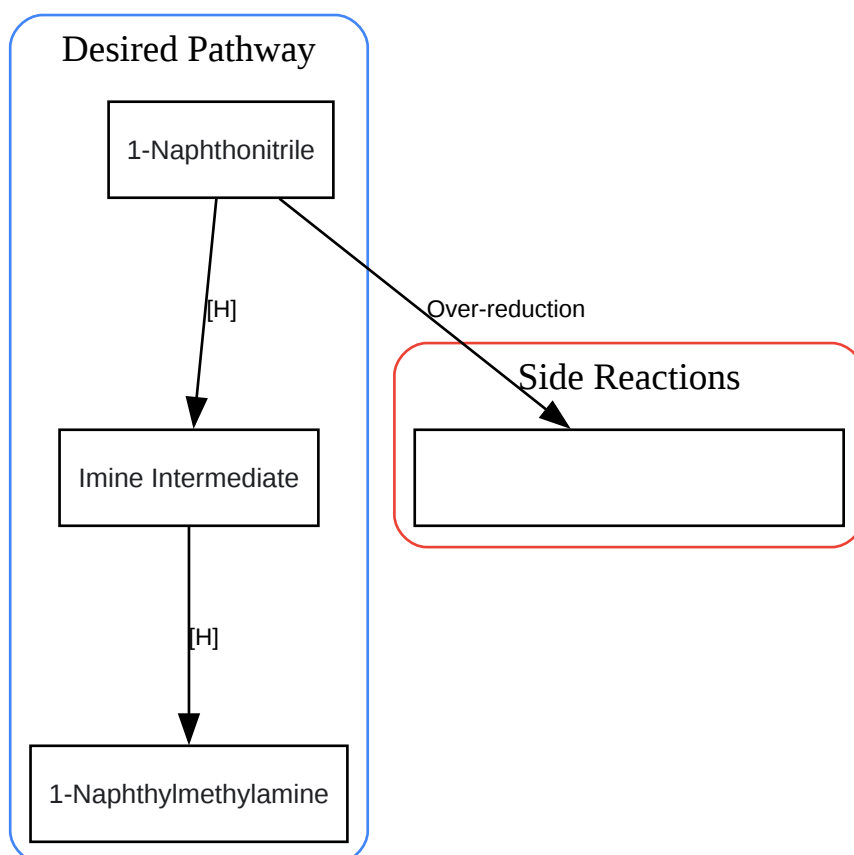 Desired Pathway
1-Naphthonitrile
[H]
Over-reduction
Side Reactions
Imine Intermediate
[H]
1-Naphthylmethylamine